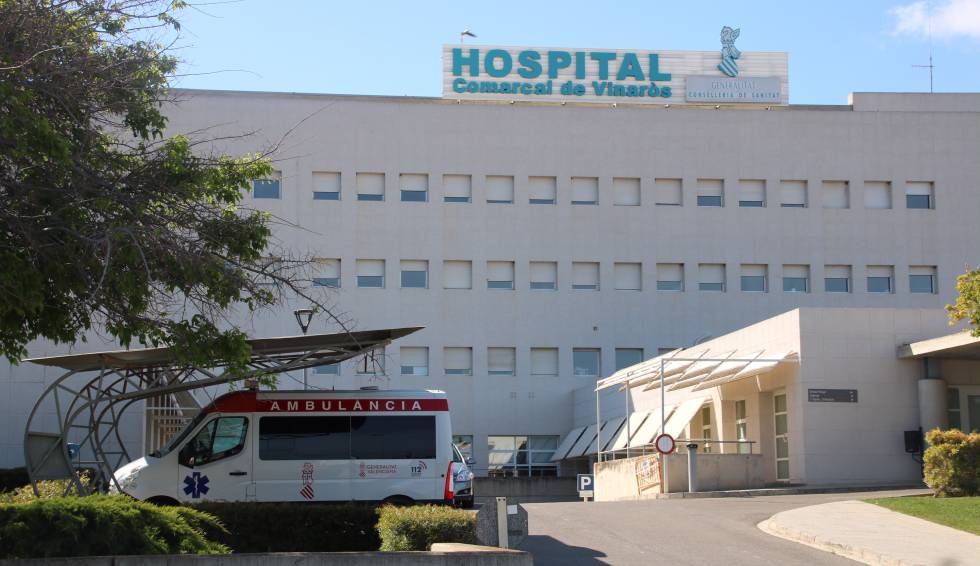 HOSPITAL
Comarcal de Vinaròs
GENERALITAT
CONSELLERIA DE SANITAT
AMBULÀNCIA
GENERALITAT
VALENCIANA
112
P